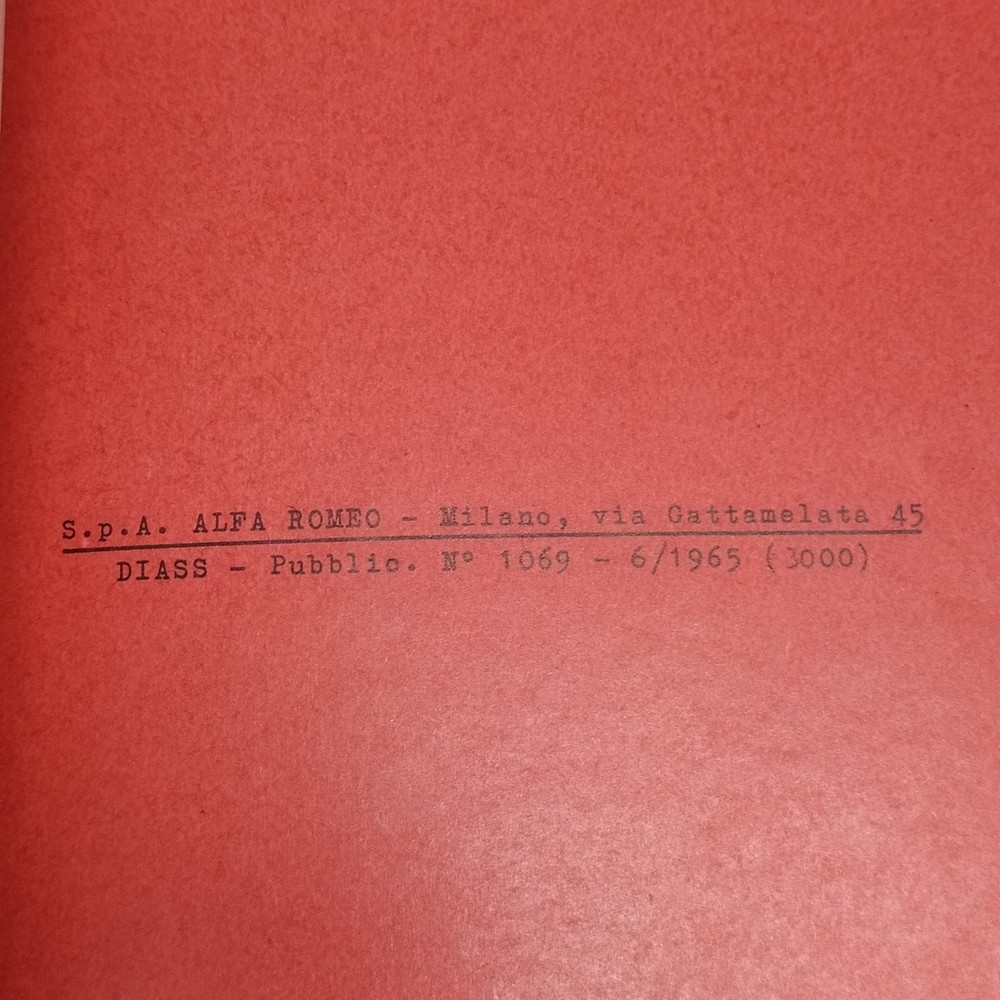 S.p.A. ALFA ROMEO - Milano, via Gattamelata 45
DIASS - Pubblic. N° 1069 - 6/1965 (3000)